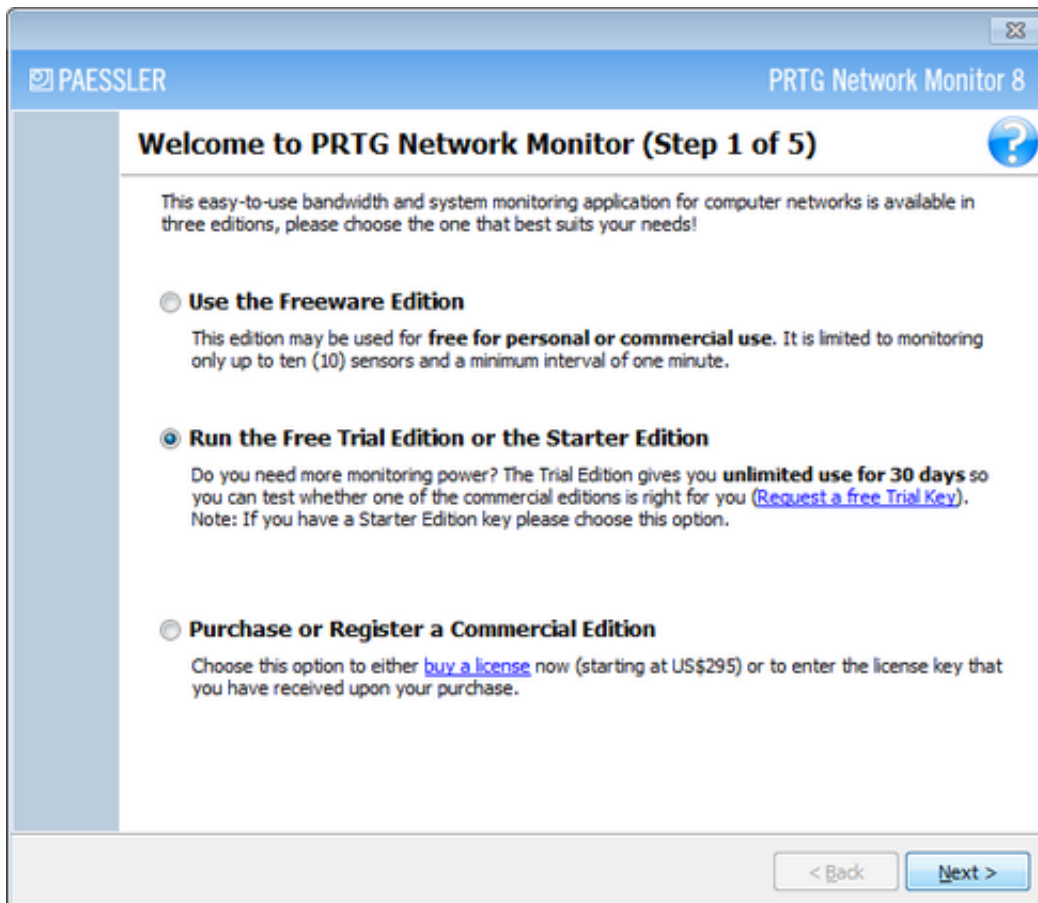 PAESSLER
PRTG Network Monitor 8
Welcome to PRTG Network Monitor (Step 1 of 5)
?
This easy-to-use bandwidth and system monitoring application for computer networks is available in
three editions, please choose the one that best suits your needs!
Use the Freeware Edition
This edition may be used for free for personal or commercial use. It is limited to monitoring
only up to ten (10) sensors and a minimum interval of one minute.
Run the Free Trial Edition or the Starter Edition
Do you need more monitoring power? The Trial Edition gives you unlimited use for 30 days so
you can test whether one of the commercial editions is right for you (Request a free Trial Key).
Note: If you have a Starter Edition key please choose this option.
Purchase or Register a Commercial Edition
Choose this option to either buy a license now (starting at US$295) or to enter the license key that
you have received upon your purchase.
< Back
Next >